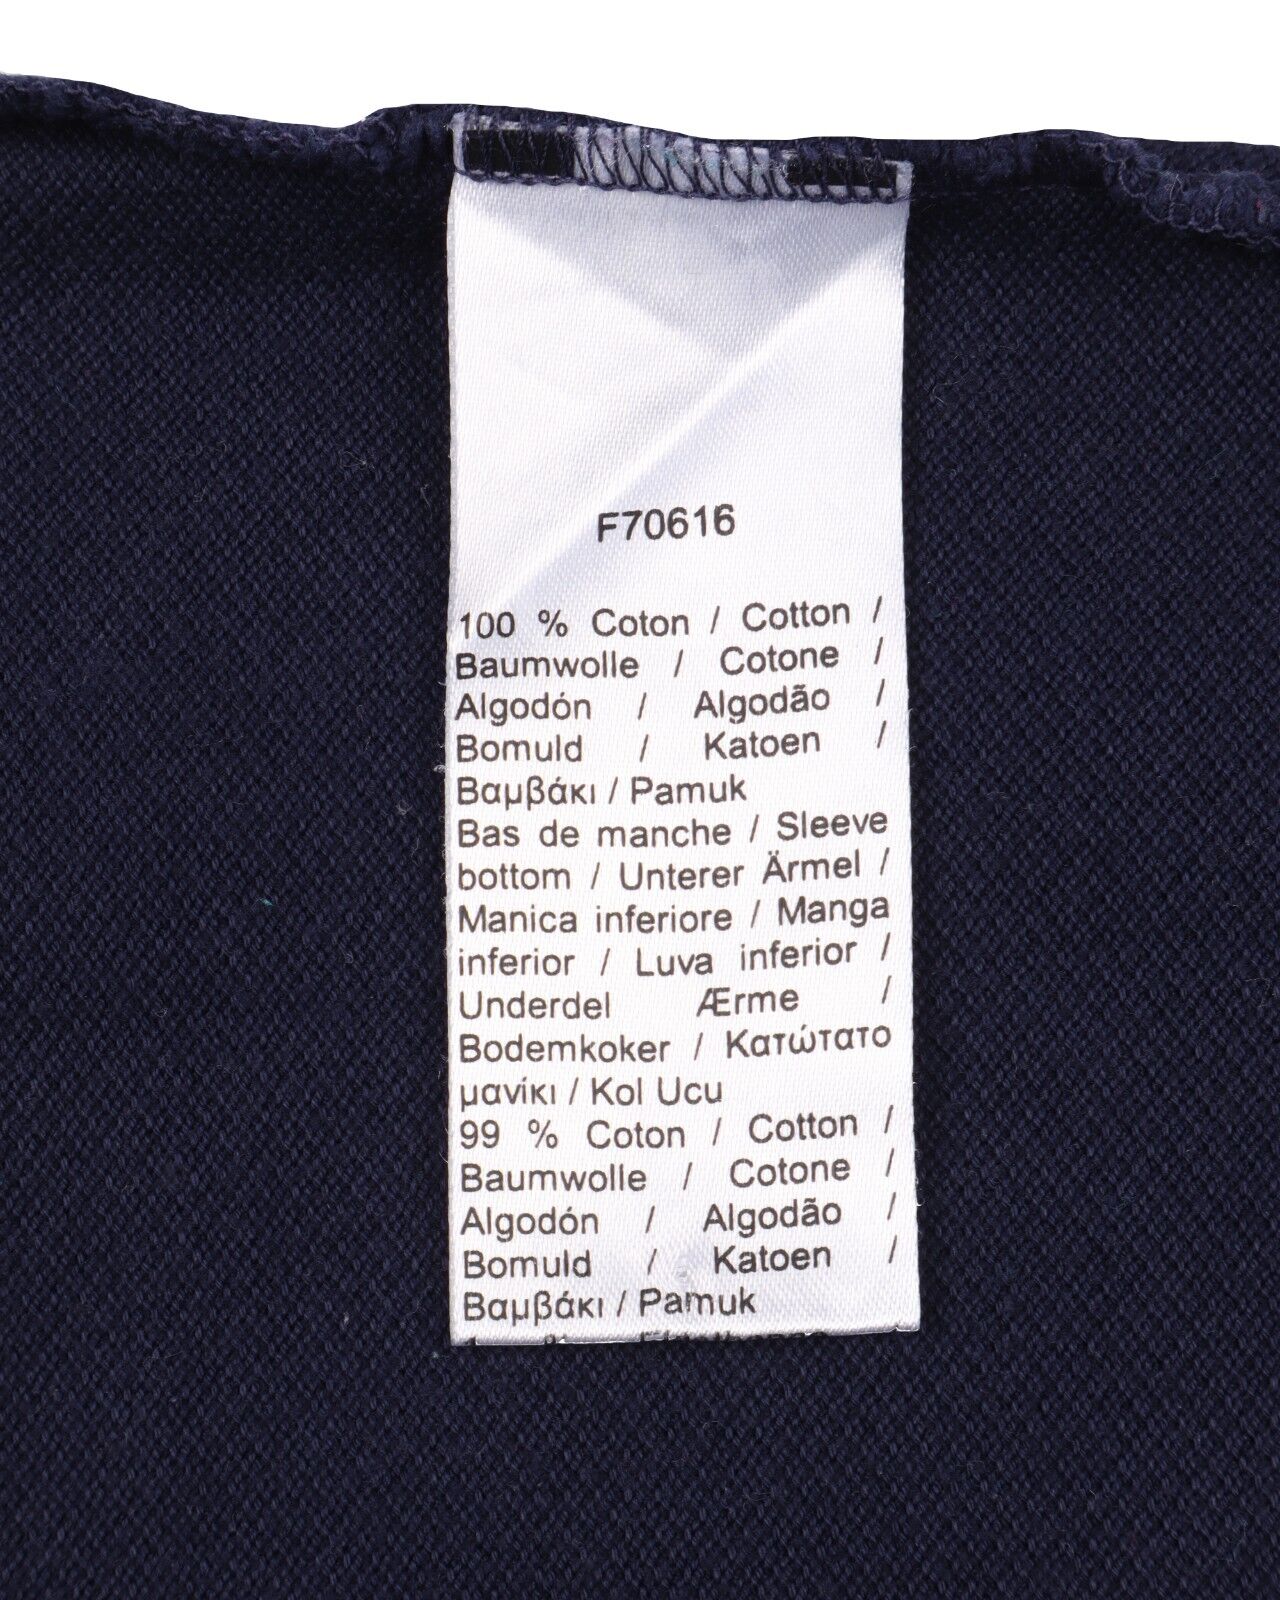 F70616
100 % Coton / Cotton /
Baumwolle / Cotone /
Algodón / Algodão /
Bomuld / Katoen /
Βαμβάκι / Pamuk
Bas de manche / Sleeve
bottom / Unterer Ärmel /
Manica inferiore / Manga
inferior / Luva inferior /
Underdel Ærme /
Bodemkoker / Κατώτατο
μανίκι / Kol Ucu
99 % Coton / Cotton /
Baumwolle / Cotone /
Algodón / Algodão /
Bomuld / Katoen /
Βαμβάκι / Pamuk